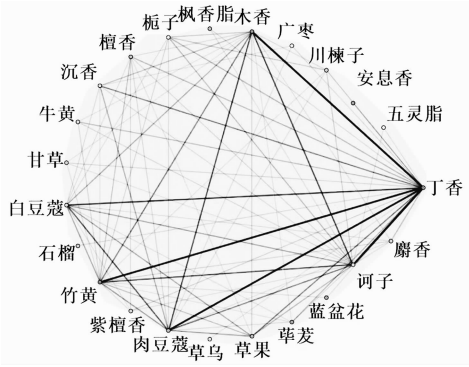 枫香脂
栀子
木香
广枣
檀香
川楝子
沉香
安息香
牛黄
五灵脂
甘草
丁香
白豆蔻
石榴
麝香
竹黄
诃子
紫檀香
蓝盆花
肉豆蔻
草乌
草果
荜茇